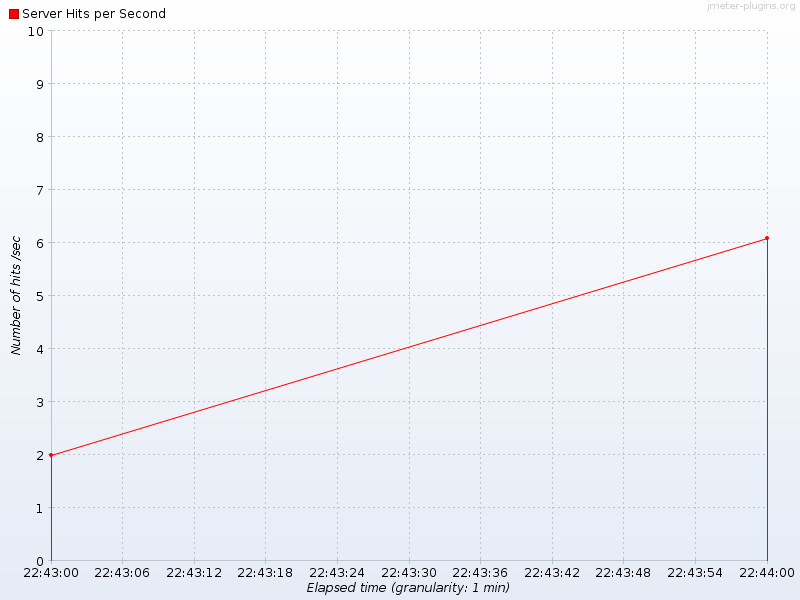 Server Hits per Second
jmeter-plugins.org
10
9
8
7
6
5
4
3
2
1
0
Number of hits /sec
22:43:00 22:43:06 22:43:12 22:43:18 22:43:24 22:43:30 22:43:36 22:43:42 22:43:48 22:43:54 22:44:00
Elapsed time (granularity: 1 min)